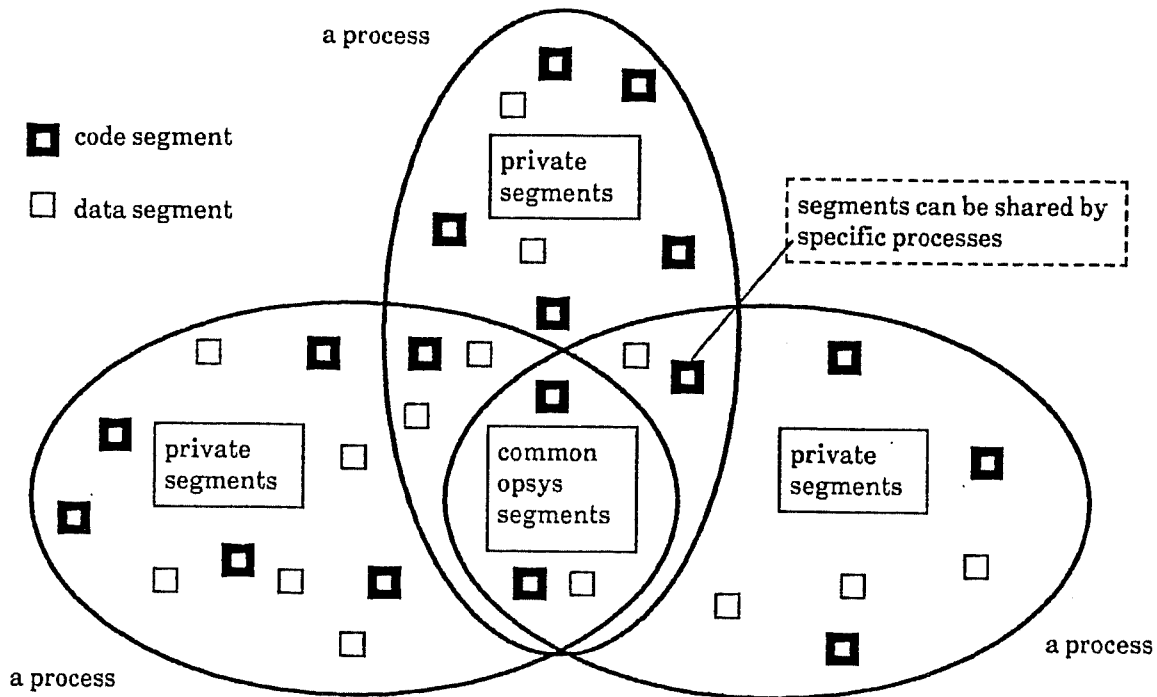 a process
code segment
data segment
private
segments
segments can be shared by
specific processes
private
segments
common
opsys
segments
private
segments
a process
a process